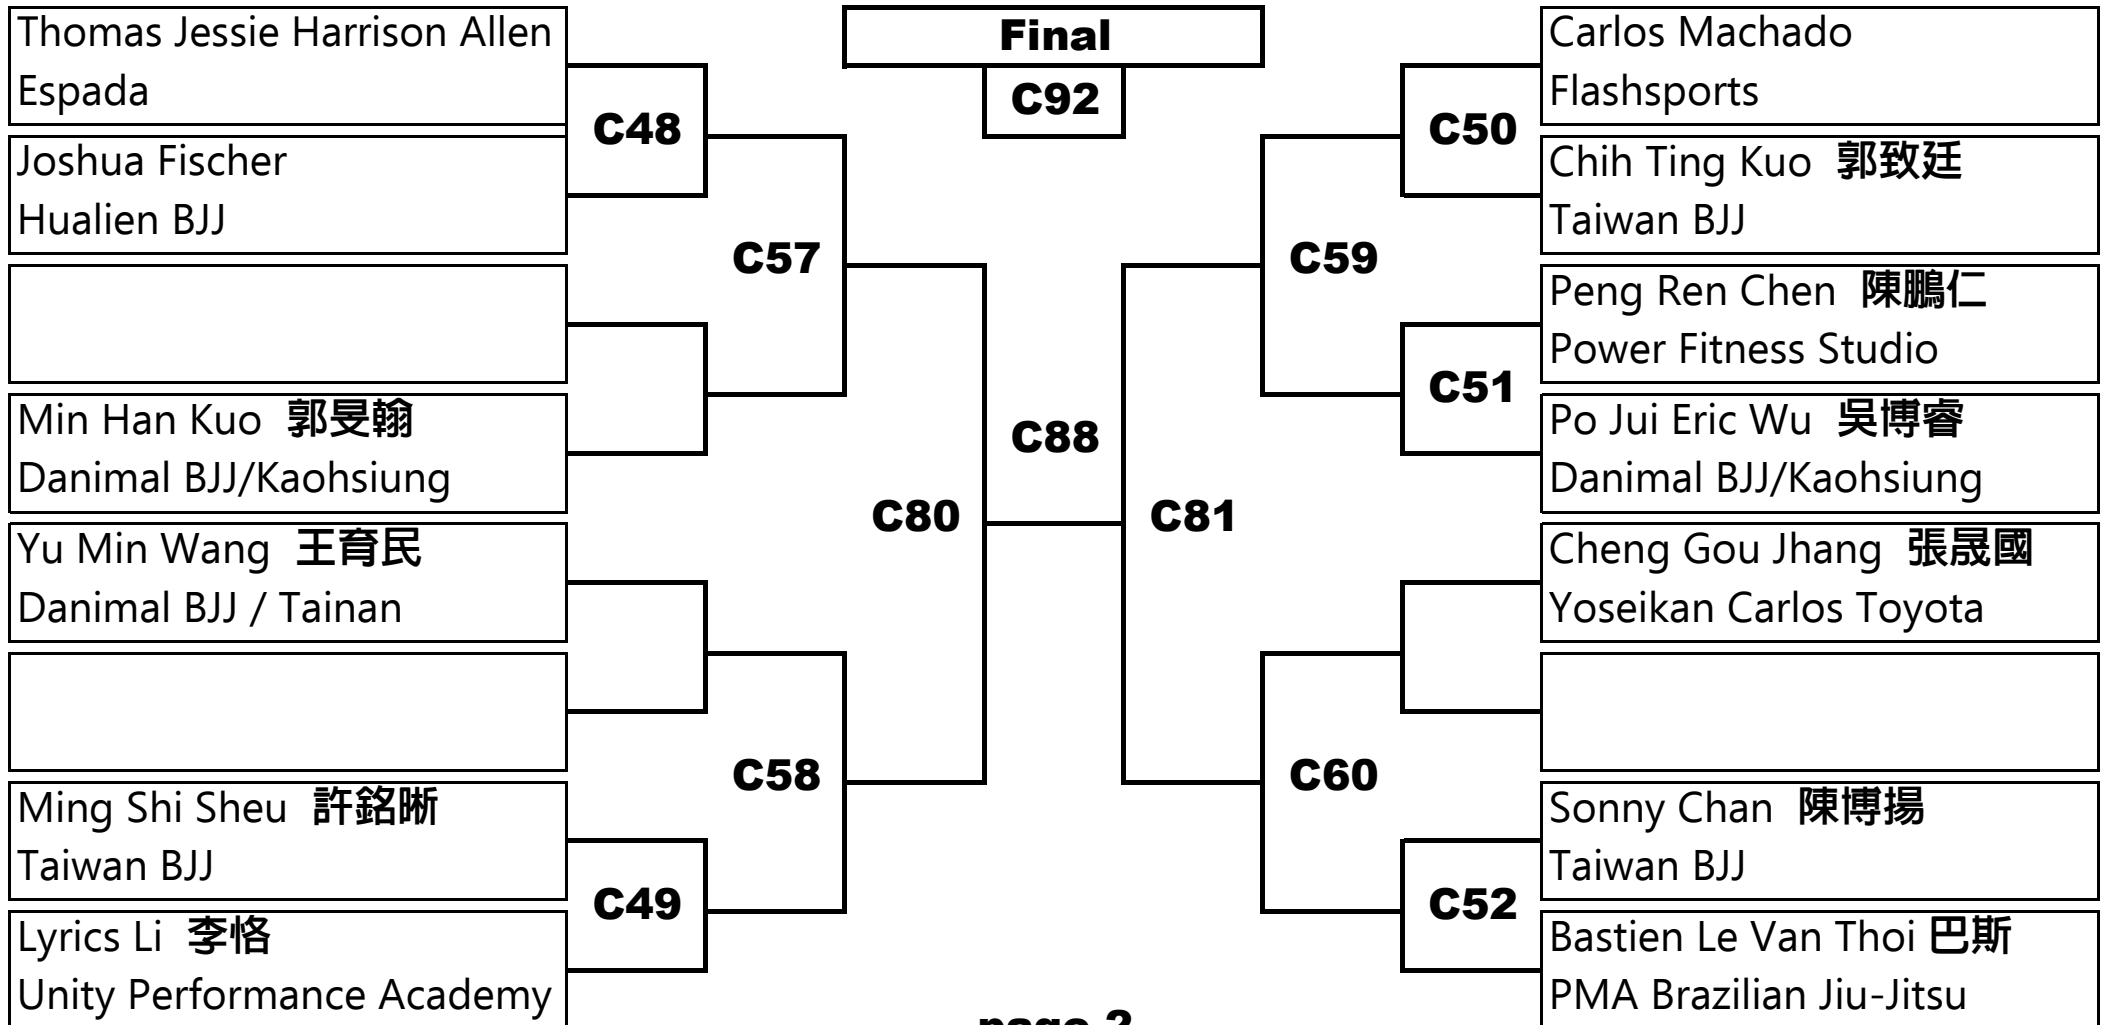 Thomas Jessie Harrison Allen
Espada
Joshua Fischer
Hualien BJJ
Min Han Kuo 郭旻翰
Danimal BJJ/Kaohsiung
Yu Min Wang 王育民
Danimal BJJ / Tainan
Ming Shi Sheu 許銘晰
Taiwan BJJ
Lyrics Li 李恪
Unity Performance Academy
C48
C49
C57
C58
C80
Final
C92
C88
C81
C59
C60
C50
C51
C52
Carlos Machado
Flashsports
Chih Ting Kuo 郭致廷
Taiwan BJJ
Peng Ren Chen 陳鵬仁
Power Fitness Studio
Po Jui Eric Wu 吳博睿
Danimal BJJ/Kaohsiung
Cheng Gou Jhang 張晟國
Yoseikan Carlos Toyota
Sonny Chan 陳博揚
Taiwan BJJ
Bastien Le Van Thoi 巴斯
PMA Brazilian Jiu-Jitsu
page 2